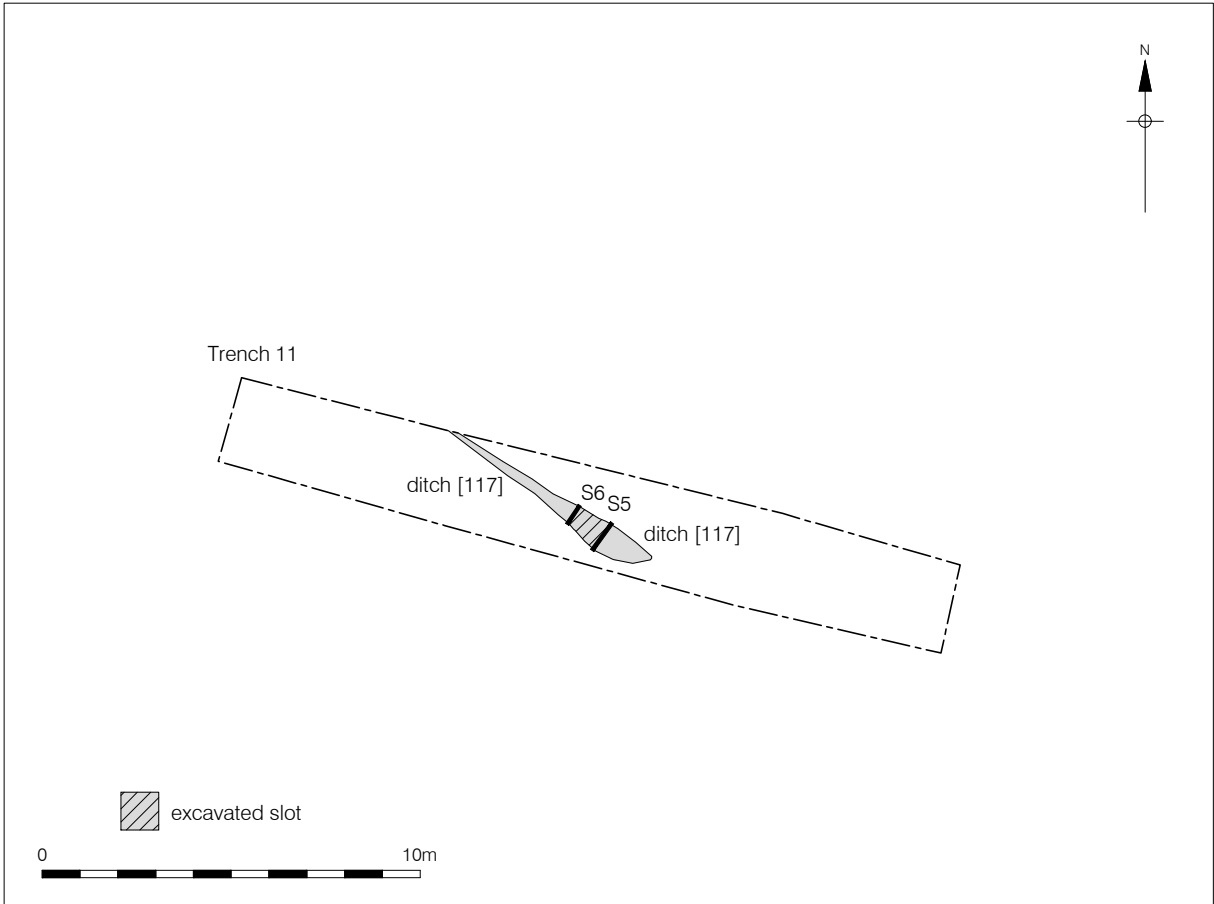 N
Trench 11
ditch [117]
S6
S5
ditch [117]
excavated slot
0 10m